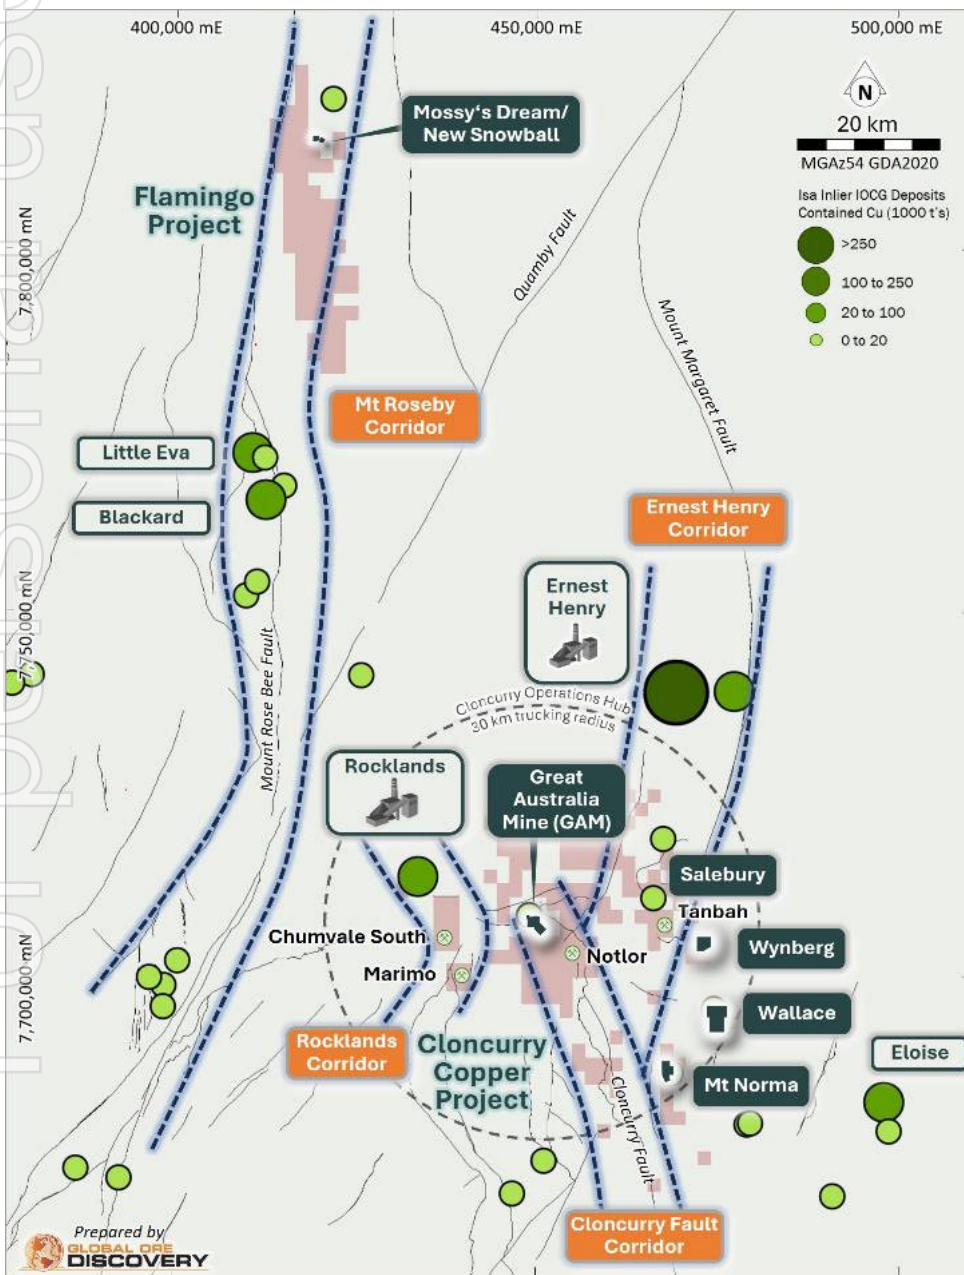 400,000 mE
450,000 mE
500,000 mE
N
20 km
MGAz54 GDA2020
Isa Inlier IOCG Deposits
Contained Cu (1000 t's)
>250
100 to 250
20 to 100
0 to 20
Mossy's Dream/
New Snowball
Flamingo
Project
7,800,000 mN
Quamby Fault
Mount Margaret Fault
Mt Roseby
Corridor
Little Eva
Blackard
Ernest Henry
Corridor
Ernest
Henry
7,750,000 mN
Mount Rose Bee Fault
Cloncurry Operations Hub
30 km trucking radius
Rocklands
Great
Australia
Mine (GAM)
Salebury
Tanbah
Chumvale South
Notlor
Wynberg
Marimo
7,700,000 mN
Wallace
Rocklands
Corridor
Cloncurry
Copper
Project
Eloise
Mt Norma
Cloncurry Fault
Cloncurry Fault
Corridor
Prepared by
GLOBAL ORE
DISCOVERY